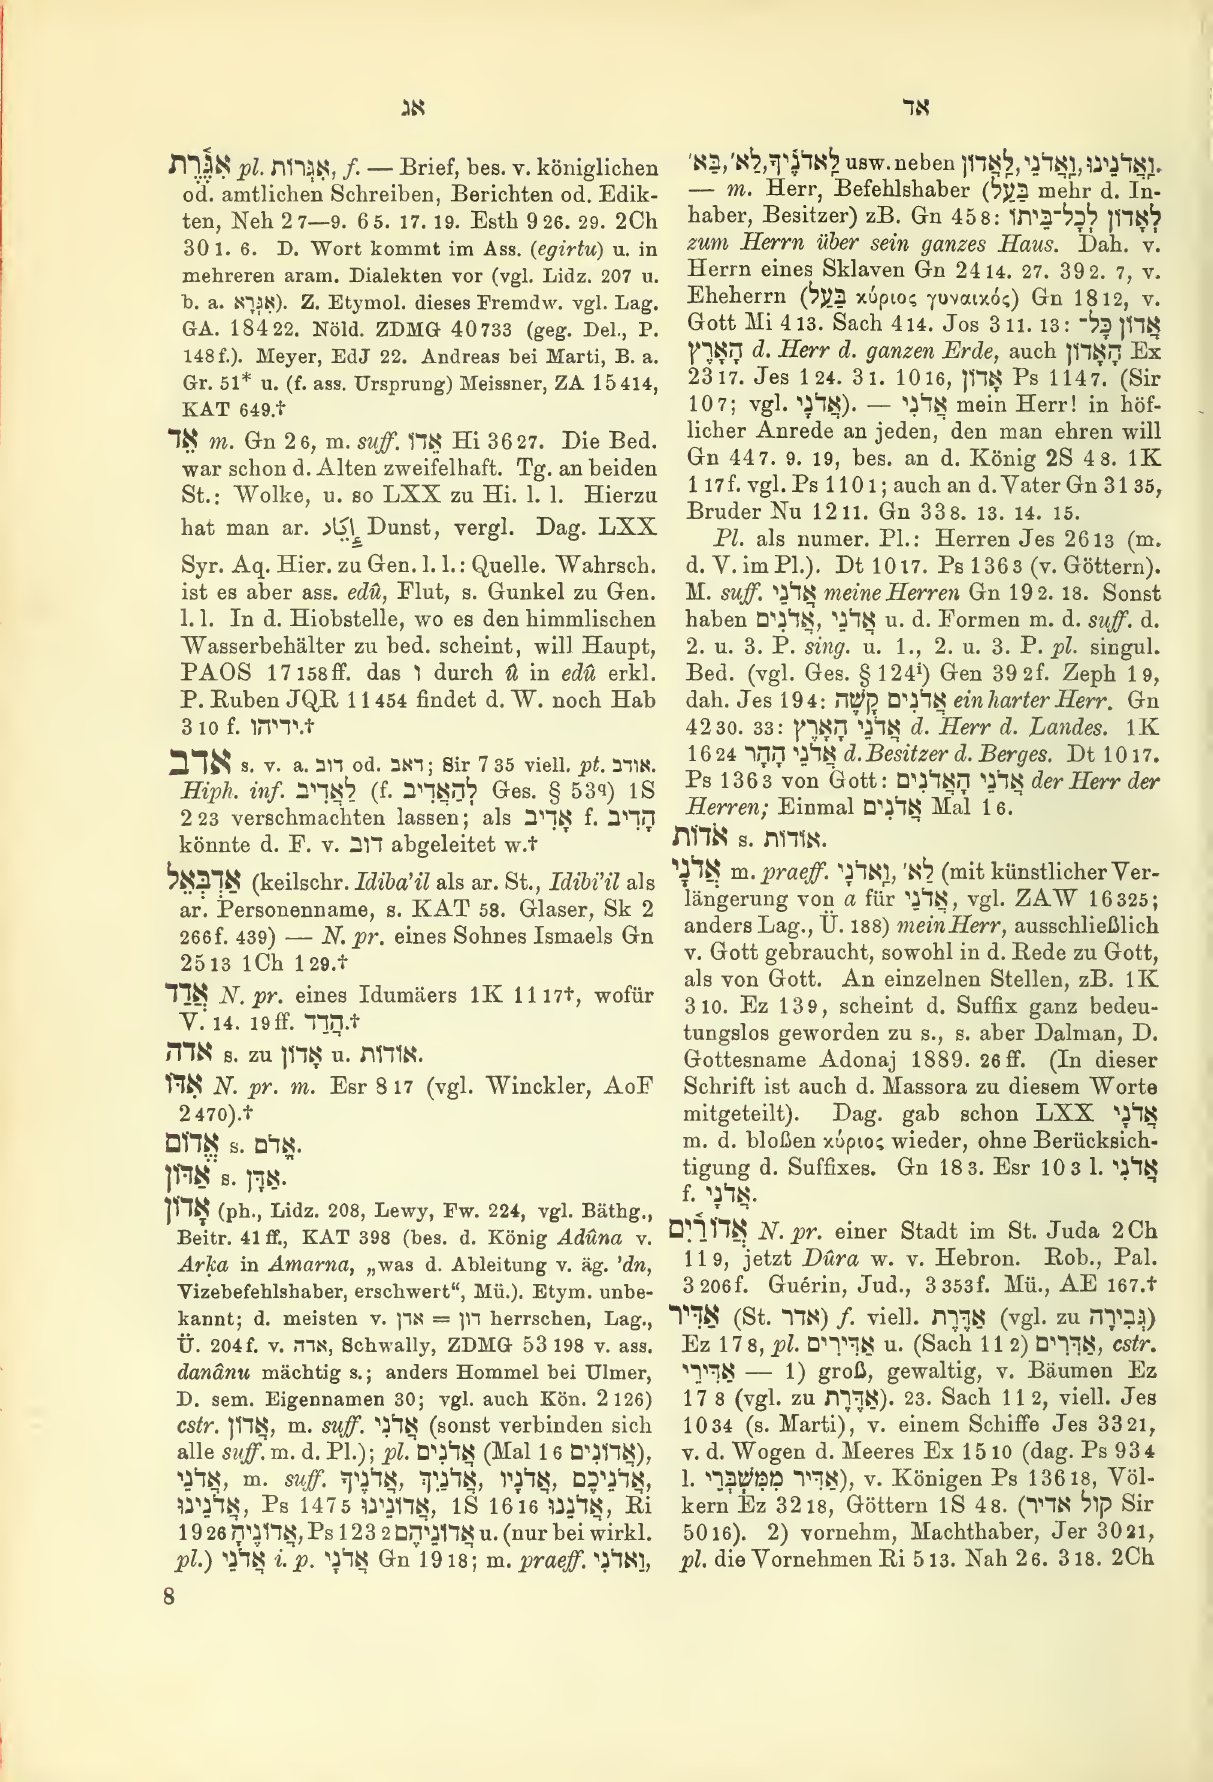 אג
אד
אִגֶּ֫רֶת pl. אִגְּרוֹת, f. — Brief, bes. v. königlichen
od. amtlichen Schreiben, Berichten od. Edik-
ten, Neh 2 7—9. 6 5. 17. 19. Esth 9 26. 29. 2Ch
30 1. 6. D. Wort kommt im Ass. (egirtu) u. in
mehreren aram. Dialekten vor (vgl. Lidz. 207 u.
b. a. אִגְּרָא). Z. Etymol. dieses Fremdw. vgl. Lag.
GA. 184 22. Nöld. ZDMG 40 733 (geg. Del., P.
148 f.). Meyer, EdJ 22. Andreas bei Marti, B. a.
Gr. 51* u. (f. ass. Ursprung) Meissner, ZA 15 414,
KAT 649.†
אֵד m. Gn 2 6, m. suff. אֵדוֹ Hi 36 27. Die Bed.
war schon d. Alten zweifelhaft. Tg. an beiden
St.: Wolke, u. so LXX zu Hi. l. l. Hierzu
hat man ar. إِيَاد Dunst, vergl. Dag. LXX
Syr. Aq. Hier. zu Gen. l. l.: Quelle. Wahrsch.
ist es aber ass. edû, Flut, s. Gunkel zu Gen.
l. l. In d. Hiobstelle, wo es den himmlischen
Wasserbehälter zu bed. scheint, will Haupt,
PAOS 17 158 ff. das ו durch û in edû erkl.
P. Ruben JQR 11 454 findet d. W. noch Hab
3 10 f. ידיהו.†
אדב s. v. a. דוב od. דאב; Sir 7 35 viell. pt. אודב.
Hiph. inf. לַאֲדִיב (f. לְהַאֲדִיב Ges. § 53q) 1S
2 23 verschmachten lassen; als אָדִיב f. הָדִיב
könnte d. F. v. דוב abgeleitet w.†
אַדְבְּאֵל (keilschr. Idiba’il als ar. St., Idibi’il als
ar. Personenname, s. KAT 58. Glaser, Sk 2
266 f. 439) — N. pr. eines Sohnes Ismaels Gn
25 13 1Ch 1 29.†
אֲדַד N. pr. eines Idumäers 1K 11 17†, wofür
V. 14. 19 ff. הֲדַד.†
אדה s. zu אָדוֹן u. אוֹדוֹת.
אִדּוֹ N. pr. m. Esr 8 17 (vgl. Winckler, AoF
2 470).†
אֱדוֹם s. אֱדֹם.
אַדּוֹן s. אַדָּן.
אָדוֹן (ph., Lidz. 208, Lewy, Fw. 224, vgl. Bäthg.,
Beitr. 41 ff., KAT 398 (bes. d. König Adûna v.
Arḳa in Amarna, „was d. Ableitung v. äg. ’dn,
Vizebefehlshaber, erschwert“, Mü.). Etym. unbe-
kannt; d. meisten v. אדן = דון herrschen, Lag.,
Ü. 204 f. v. אדה, Schwally, ZDMG 53 198 v. ass.
danânu mächtig s.; anders Hommel bei Ulmer,
D. sem. Eigennamen 30; vgl. auch Kön. 2 126)
cstr. אֲדוֹן, m. suff. אֲדֹנִי (sonst verbinden sich
alle suff. m. d. Pl.); pl. אֲדֹנִים (Mal 1 6 אֲדוֹנִים),
אֲדֹנֵי, m. suff. אֲדֹנֶיךָ, אֲדֹנַיִךְ, אֲדֹנָיו, אֲדֹנֵיכֶם,
אֲדֹנֵינוּ, Ps 147 5 אֲדוֹנֵינוּ, 1S 16 16 אֲדֹנֵנוּ, Ri
19 26 אֲדוֹנֶיהָ, Ps 123 2 אֲדוֹנֵיהֶם u. (nur bei wirkl.
pl.) אֲדֹנַי i. p. אֲדֹנָי Gn 19 18; m. praeff. וַאדֹנִי,
8
לַאדֹנֶ֫יךָ, לַא׳, בַּא׳, כַּא׳ usw. neben וַאֲדֹנֵינוּ, וַאֲדֹנֵי, לַאֲדוֹן.
— m. Herr, Befehlshaber (בַּעַל mehr d. In-
haber, Besitzer) zB. Gn 45 8: לְאָדוֹן לְכָל־בֵּיתוֹ
zum Herrn über sein ganzes Haus. Dah. v.
Herrn eines Sklaven Gn 24 14. 27. 39 2. 7, v.
Eheherrn (בַּעַל κύριος γυναικός) Gn 18 12, v.
Gott Mi 4 13. Sach 4 14. Jos 3 11. 13: אֲדוֹן כָּל־
הָאָרֶץ d. Herr d. ganzen Erde, auch הָאָדוֹן Ex
23 17. Jes 1 24. 3 1. 10 16, אָדוֹן Ps 114 7. (Sir
10 7; vgl. אֲדֹנָי). — אֲדֹנִי mein Herr! in höf-
licher Anrede an jeden, den man ehren will
Gn 44 7. 9. 19, bes. an d. König 2S 4 8. 1K
1 17 f. vgl. Ps 110 1; auch an d. Vater Gn 31 35,
Bruder Nu 12 11. Gn 33 8. 13. 14. 15.
Pl. als numer. Pl.: Herren Jes 26 13 (m.
d. V. im Pl.). Dt 10 17. Ps 136 3 (v. Göttern).
M. suff. אֲדֹנַי meine Herren Gn 19 2. 18. Sonst
haben אֲדֹנִים, אֲדֹנֵי u. d. Formen m. d. suff. d.
2. u. 3. P. sing. u. 1., 2. u. 3. P. pl. singul.
Bed. (vgl. Ges. § 124i) Gen 39 2 f. Zeph 1 9,
dah. Jes 19 4: אֲדֹנִים קָשֶׁה ein harter Herr. Gn
42 30. 33: אֲדֹנֵי הָאָרֶץ d. Herr d. Landes. 1K
16 24 אֲדֹנֵי הָהָר d. Besitzer d. Berges. Dt 10 17.
Ps 136 3 von Gott: אֲדֹנֵי הָאֲדֹנִים der Herr der
Herren; Einmal אֲדֹנִים Mal 1 6.
אֹדוֹת s. אוֹדוֹת.
אֲדֹנָי m. praeff. וַאדֹנָי, לַא׳ (mit künstlicher Ver-
längerung von a für אֲדֹנַי, vgl. ZAW 16 325;
anders Lag., Ü. 188) mein Herr, ausschließlich
v. Gott gebraucht, sowohl in d. Rede zu Gott,
als von Gott. An einzelnen Stellen, zB. 1K
3 10. Ez 13 9, scheint d. Suffix ganz bedeu-
tungslos geworden zu s., s. aber Dalman, D.
Gottesname Adonaj 1889. 26 ff. (In dieser
Schrift ist auch d. Massora zu diesem Worte
mitgeteilt). Dag. gab schon LXX אֲדֹנָי
m. d. bloßen κύριος wieder, ohne Berücksich-
tigung d. Suffixes. Gn 18 3. Esr 10 3 l. אֲדֹנִי
f. אֲדֹנָי.
אֲדוֹרַ֫יִם N. pr. einer Stadt im St. Juda 2Ch
11 9, jetzt Dûra w. v. Hebron. Rob., Pal.
3 206 f. Guérin, Jud., 3 353 f. Mü., AE 167.†
אַדִּיר (St. אדר) f. viell. אַדֶּרֶת (vgl. zu גְּבִירָה)
Ez 17 8, pl. אַדִּירִים u. (Sach 11 2) אַדִּרִים, cstr.
אַדִּירֵי — 1) groß, gewaltig, v. Bäumen Ez
17 8 (vgl. zu אַדֶּרֶת). 23. Sach 11 2, viell. Jes
10 34 (s. Marti), v. einem Schiffe Jes 33 21,
v. d. Wogen d. Meeres Ex 15 10 (dag. Ps 93 4
l. אַדִּיר מִמִּשְׁבְּרֵי), v. Königen Ps 136 18, Völ-
kern Ez 32 18, Göttern 1S 4 8. (קול אדיר Sir
50 16). 2) vornehm, Machthaber, Jer 30 21,
pl. die Vornehmen Ri 5 13. Nah 2 6. 3 18. 2Ch